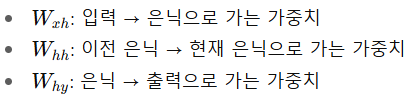 • W_xh: 입력 → 은닉으로 가는 가중치
• W_hh: 이전 은닉 → 현재 은닉으로 가는 가중치
• W_hy: 은닉 → 출력으로 가는 가중치